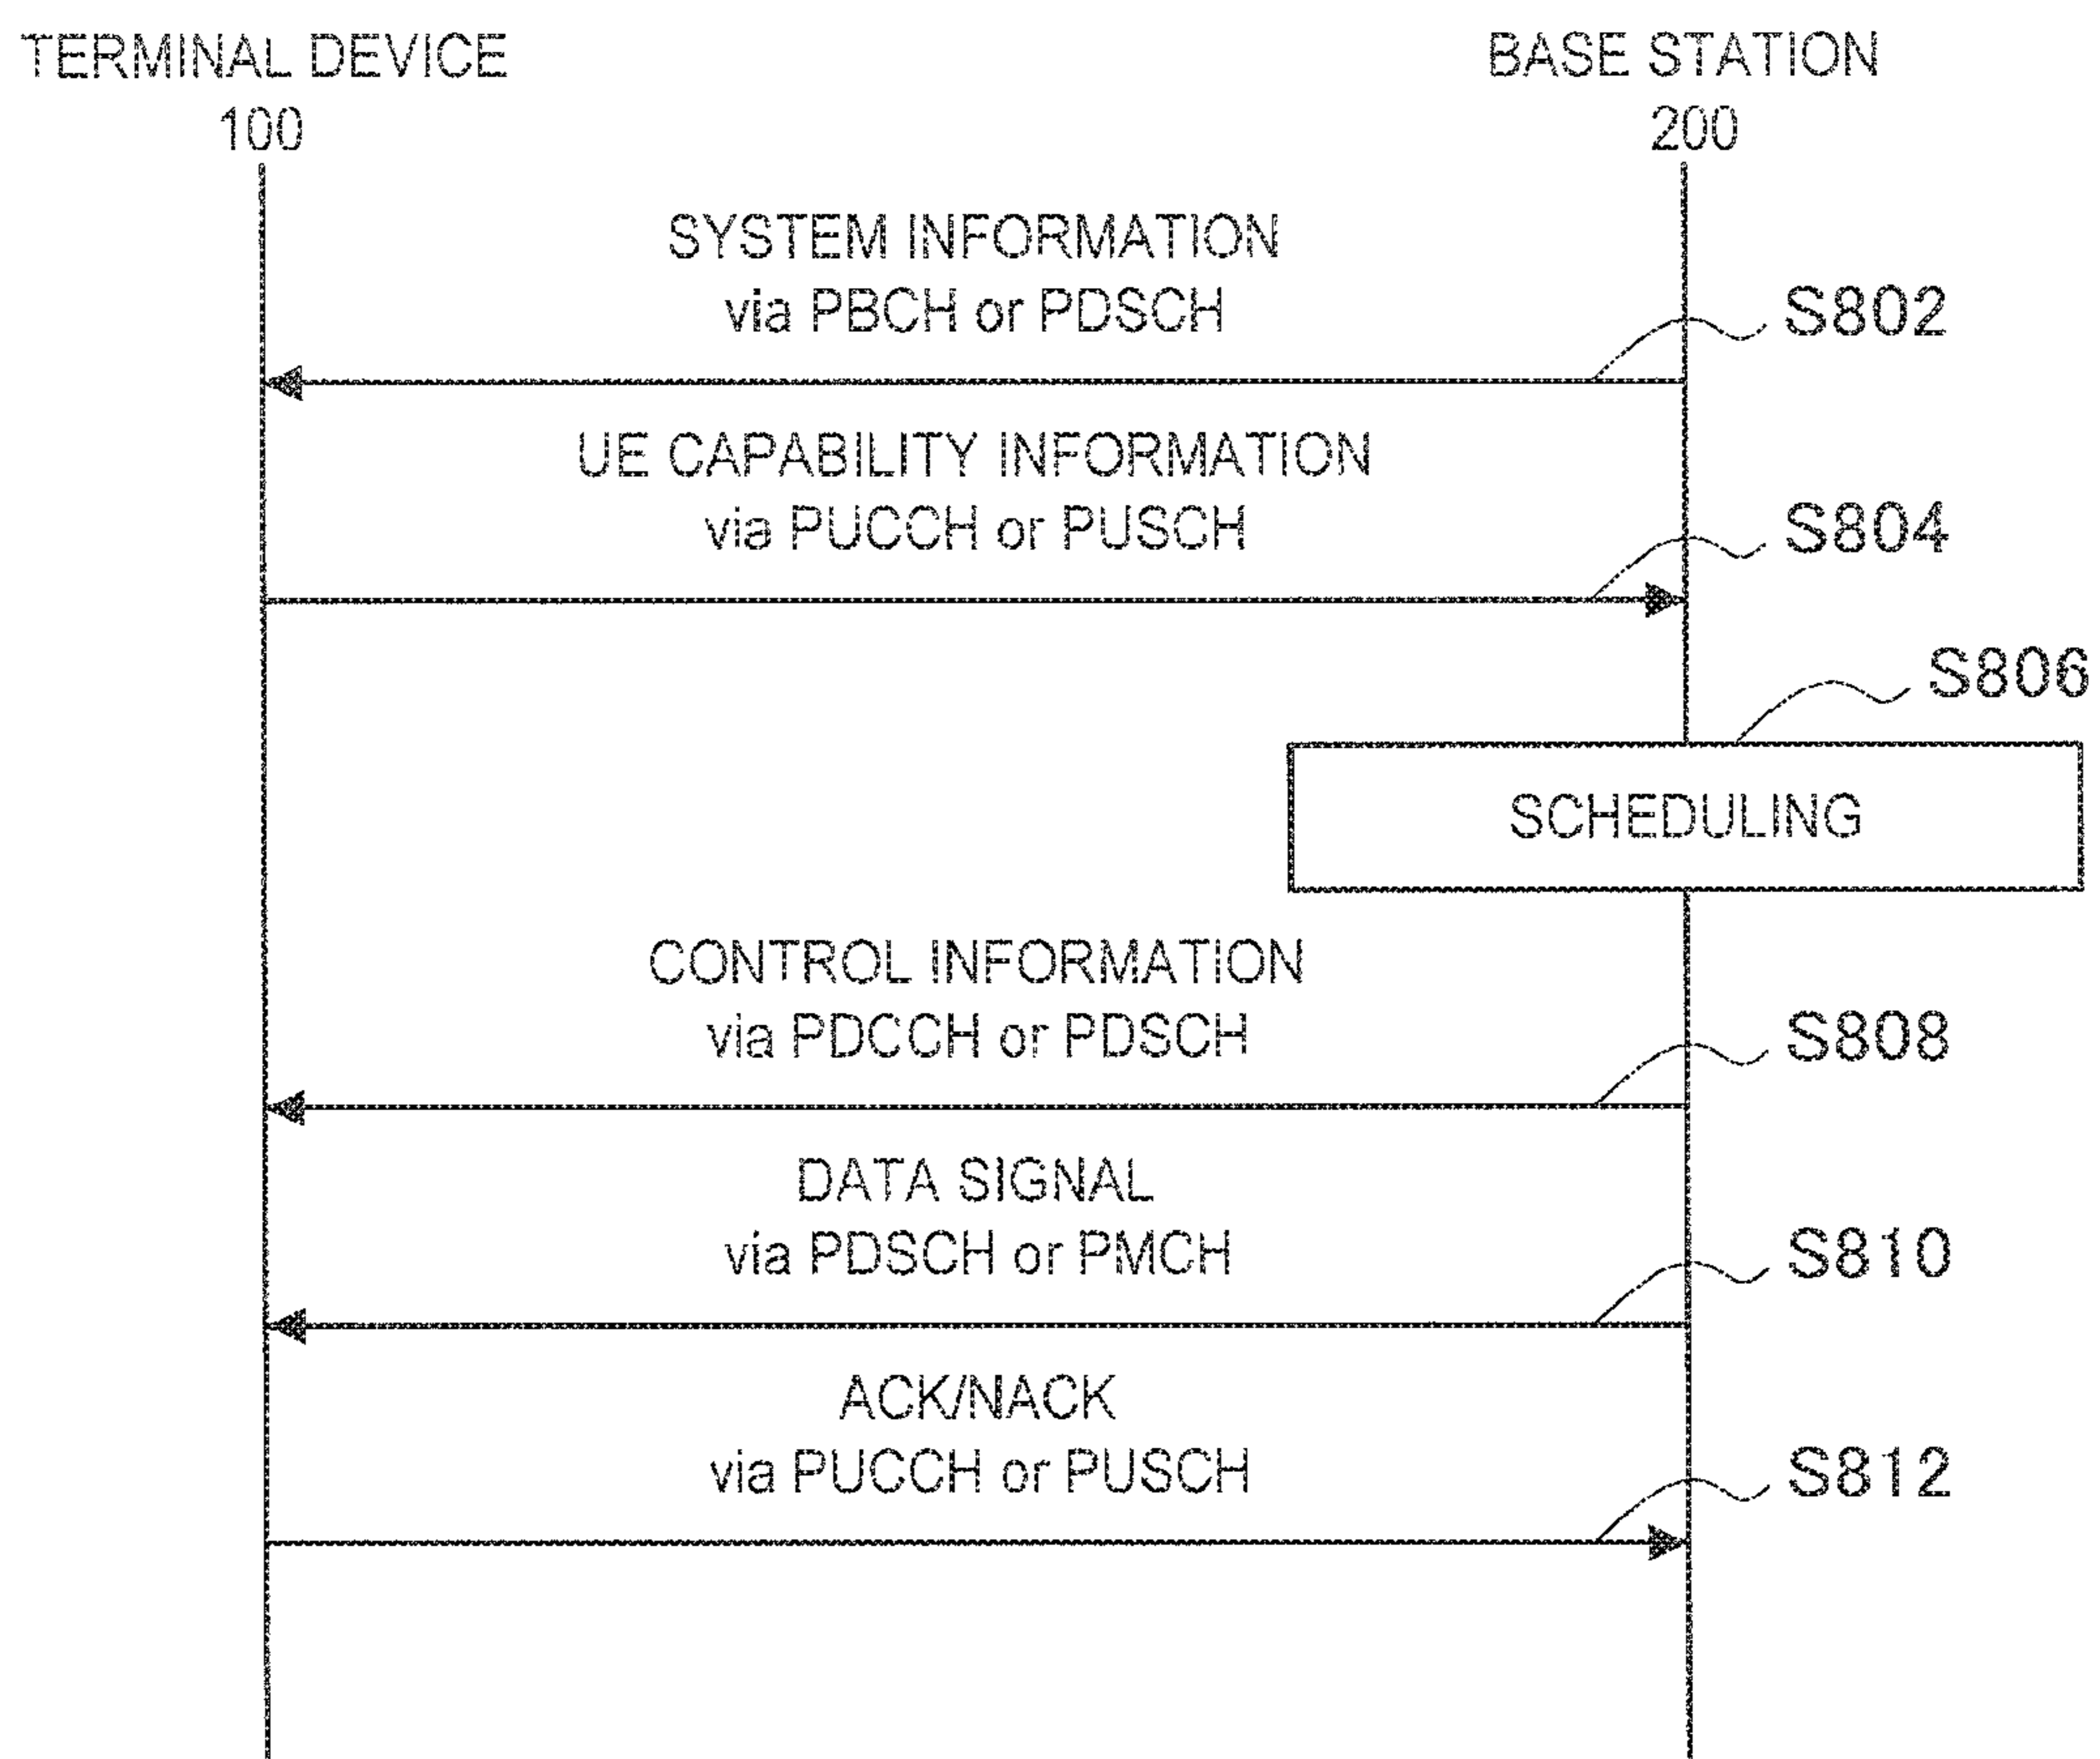 TERMINAL DEVICE
100
BASE STATION
200
SYSTEM INFORMATION
via PBCH or PDSCH
S802
UE CAPABILITY INFORMATION
via PUCCH or PUSCH
S804
S806
SCHEDULING
CONTROL INFORMATION
via PDCCH or PDSCH
S808
DATA SIGNAL
via PDSCH or PMCH
S810
ACK/NACK
via PUCCH or PUSCH
S812